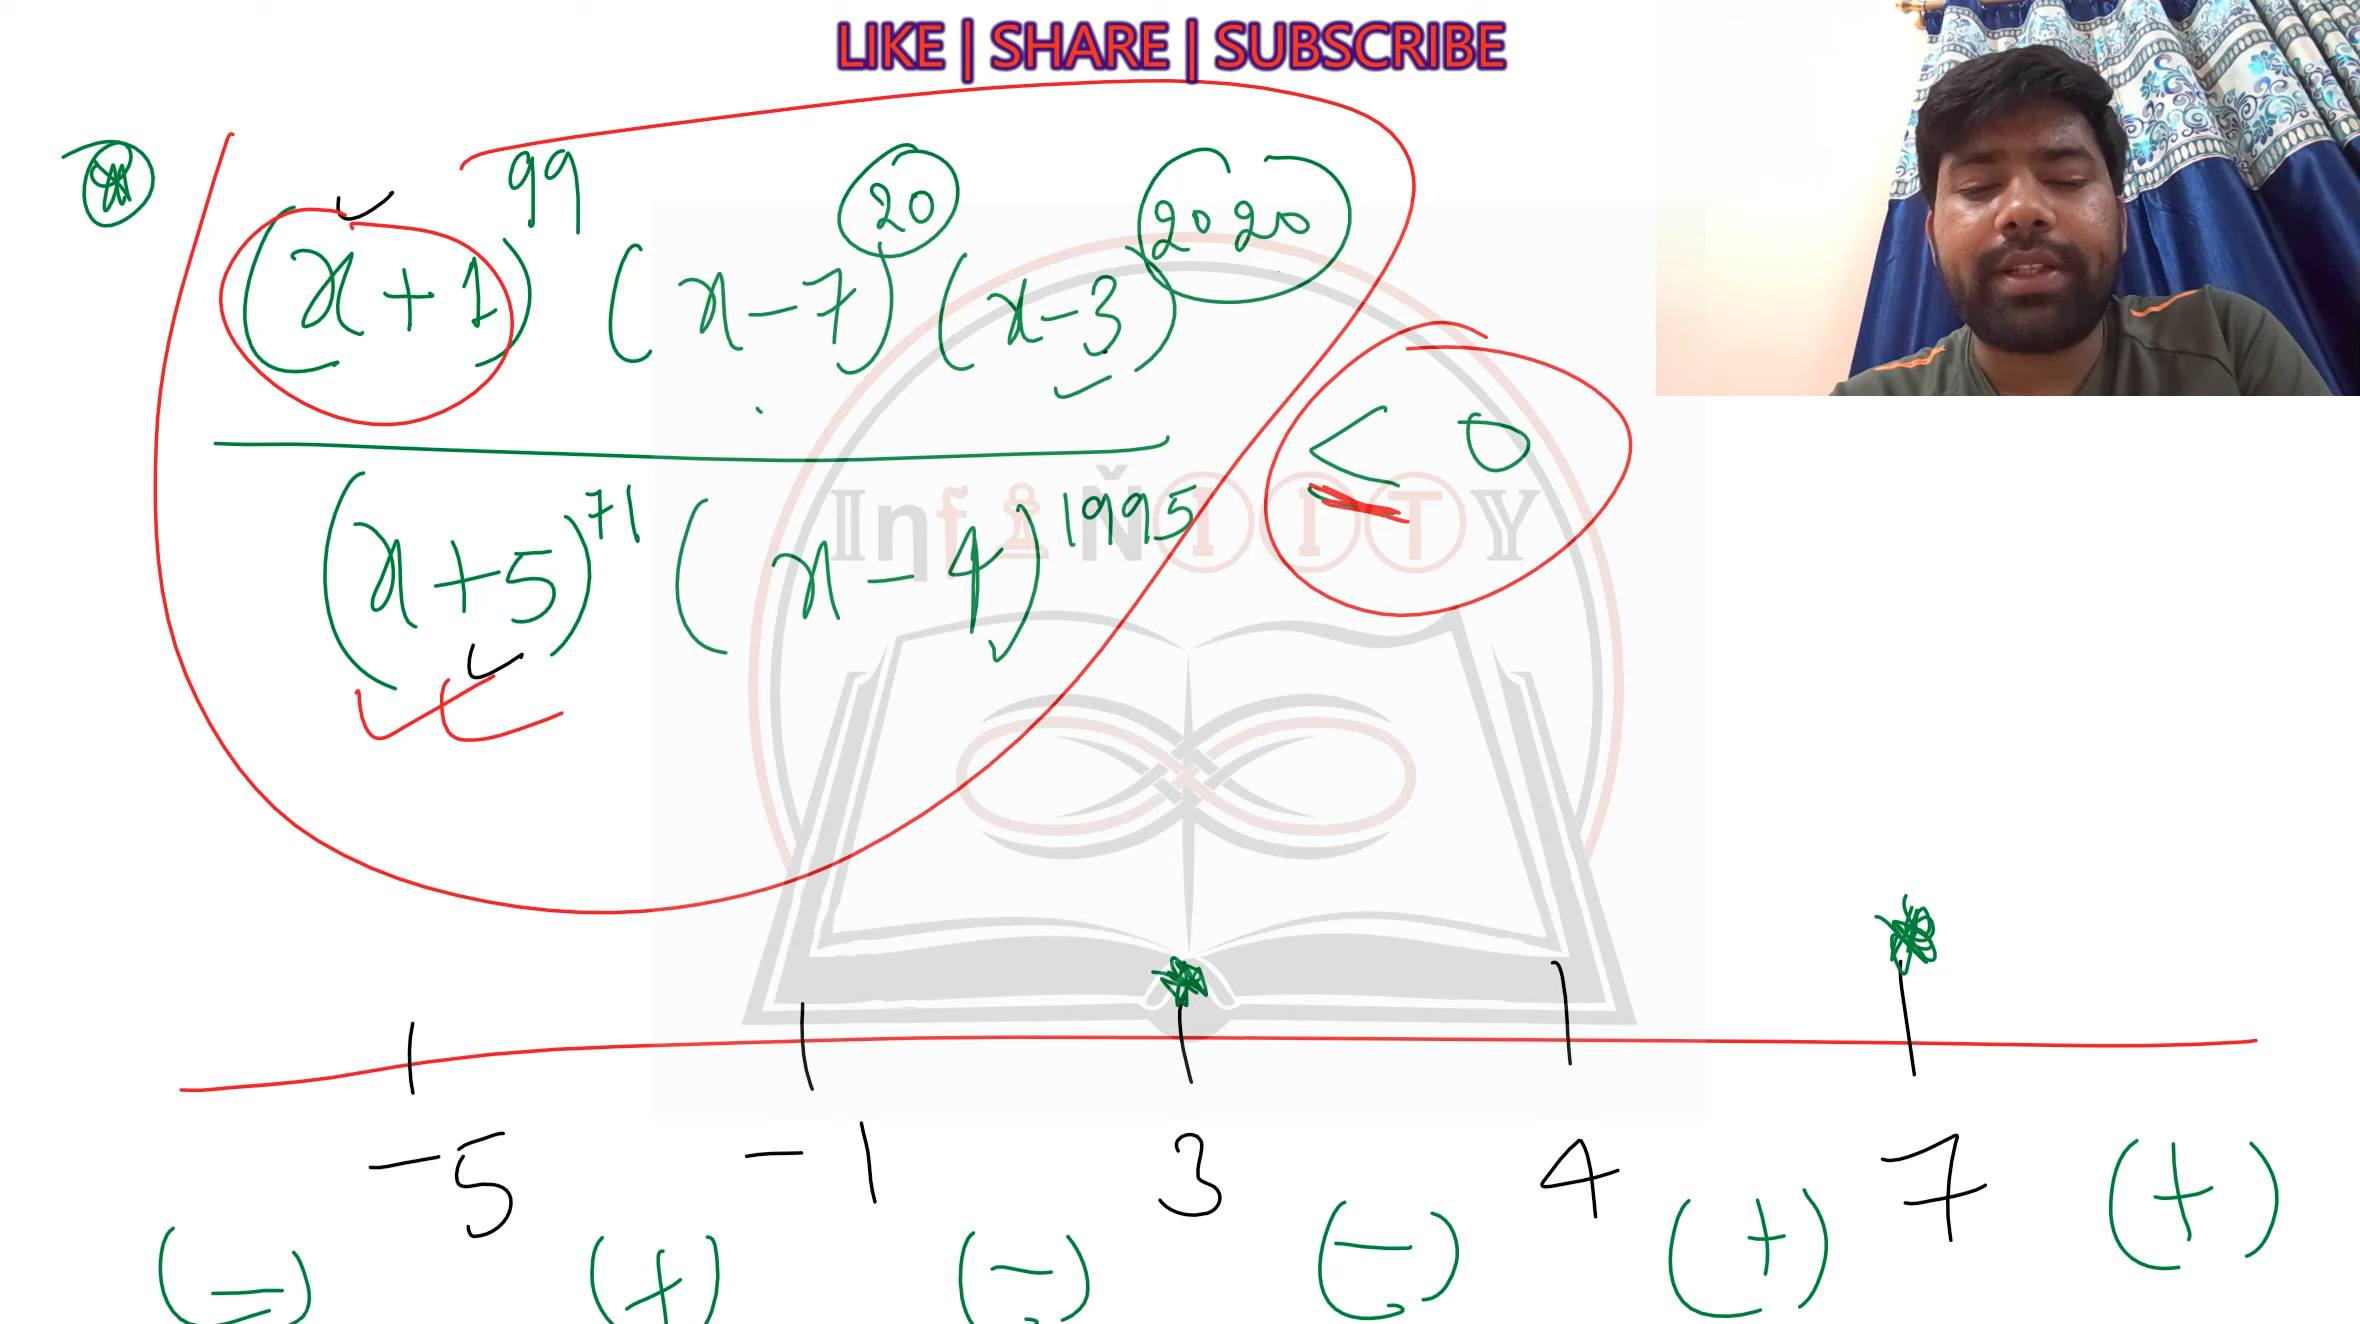 LIKE | SHARE | SUBSCRIBE
(x+1)^99 (x-7)^20 (x-3)^2020
< 0
InfiŇIITY
(x+5)^71 (x-4)^1995
-5 -1 3 4 7
(-) (+) (-) (-) (+) (+)